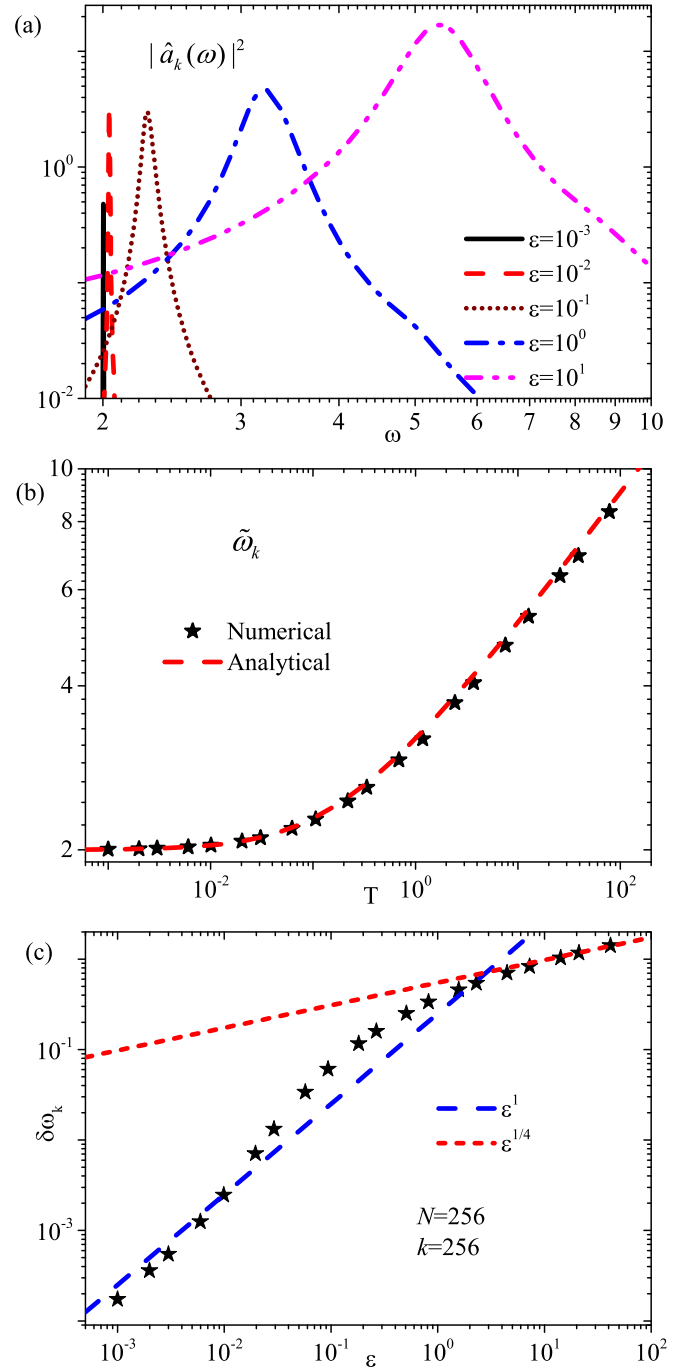 (a)
|â_k(ω)|²
10⁰
10⁻²
ε=10⁻³
ε=10⁻²
ε=10⁻¹
ε=10⁰
ε=10¹
2 3 4 5 6 7 8 9 10
ω
(b)
10
8
6
4
2
ω̃_k
Numerical
Analytical
10⁻² 10⁰ 10²
T
(c)
δω_k
10⁻¹
10⁻³
ε¹
ε^{1/4}
N=256
k=256
10⁻³ 10⁻² 10⁻¹ 10⁰ 10¹ 10²
ε